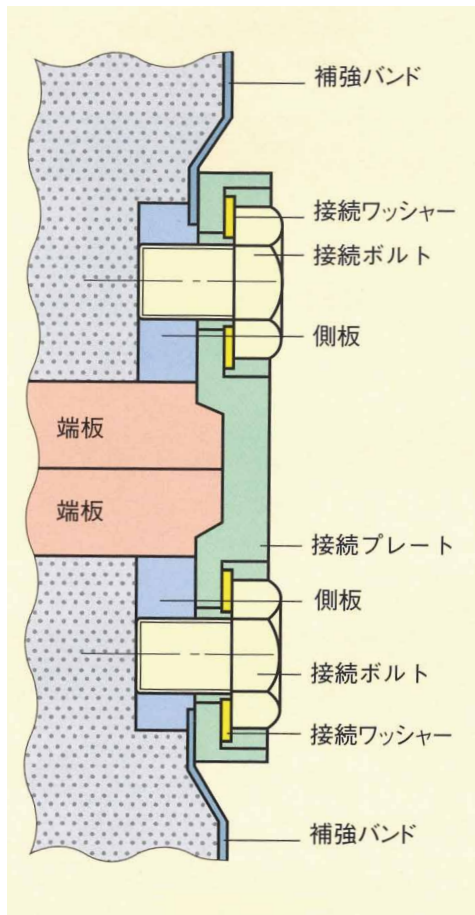 補強バンド
接続ワッシャー
接続ボルト
側板
端板
端板
接続プレート
側板
接続ボルト
接続ワッシャー
補強バンド